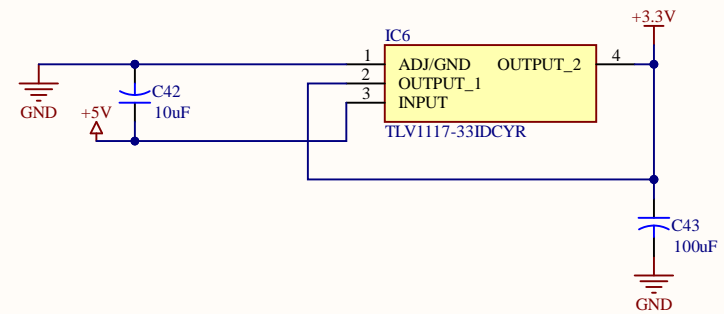 +3.3V
IC6
1 ADJ/GND OUTPUT_2 4
2 OUTPUT_1
3 INPUT
TLV1117-33IDCYR
GND
C42
10uF
+5V
C43
100uF
GND